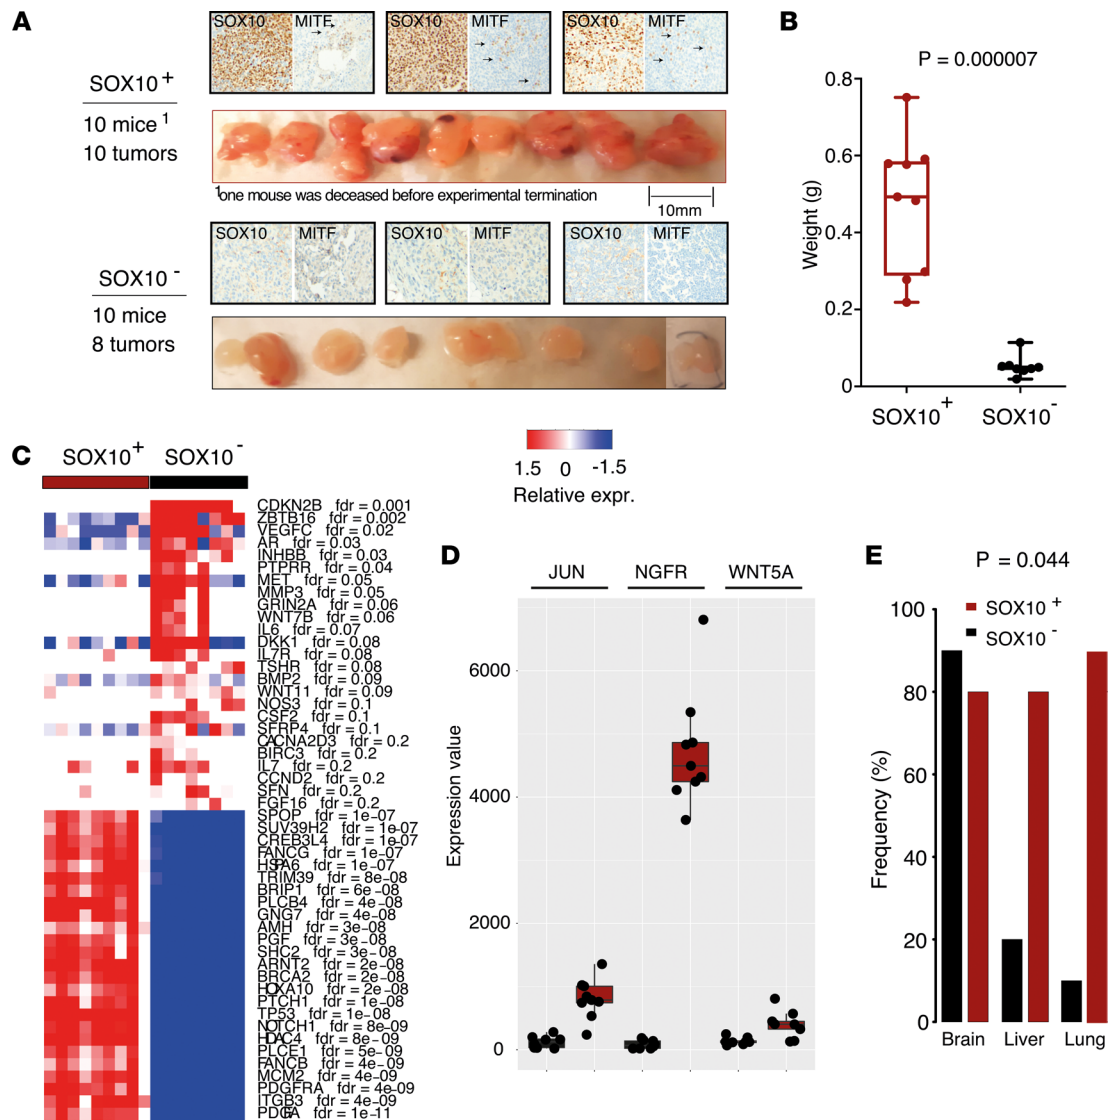 A
SOX10 MITF SOX10 MITF SOX10 MITF
SOX10 +
10 mice 1
10 tumors
1one mouse was deceased before experimental termination
10mm
SOX10 MITF SOX10 MITF SOX10 MITF
SOX10 -
10 mice
8 tumors
B
P = 0.000007
Weight (g)
0.8
0.6
0.4
0.2
0
SOX10 + SOX10 -
C
SOX10 + SOX10 -
1.5 0 -1.5
Relative expr.
CDKN2B fdr = 0.001
ZBTB16 fdr = 0.002
VEGFC fdr = 0.02
AR fdr = 0.03
INHBB fdr = 0.03
PTPRR fdr = 0.04
MET fdr = 0.05
MMP3 fdr = 0.05
GRIN2A fdr = 0.06
WNT7B fdr = 0.06
IL6 fdr = 0.07
DKK1 fdr = 0.08
IL7R fdr = 0.08
TSHR fdr = 0.08
BMP2 fdr = 0.09
WNT11 fdr = 0.09
NOS3 fdr = 0.1
CSF2 fdr = 0.1
SFRP4 fdr = 0.1
CACNA2D3 fdr = 0.2
BIRC3 fdr = 0.2
IL7 fdr = 0.2
CCND2 fdr = 0.2
SFN fdr = 0.2
FGF16 fdr = 0.2
SPOP fdr = 1e-07
SUV39H2 fdr = 1e-07
CREB3L4 fdr = 1e-07
FANCG fdr = 1e-07
HSPA6 fdr = 1e-07
TRIM39 fdr = 8e-08
BRIP1 fdr = 6e-08
PLCB4 fdr = 4e-08
GNG7 fdr = 4e-08
AMH fdr = 3e-08
PGF fdr = 3e-08
SHC2 fdr = 3e-08
ARNT2 fdr = 2e-08
BRCA2 fdr = 2e-08
HOXA10 fdr = 2e-08
PTCH1 fdr = 1e-08
TP53 fdr = 1e-08
NOTCH1 fdr = 8e-09
HDAC4 fdr = 8e-09
PLCE1 fdr = 5e-09
FANCB fdr = 4e-09
MCM2 fdr = 4e-09
PDGFRA fdr = 4e-09
ITGB3 fdr = 4e-09
PDGFA fdr = 1e-11
D
JUN NGFR WNT5A
Expression value
6000
4000
2000
0
E
P = 0.044
SOX10 +
SOX10 -
Frequency (%)
100
80
60
40
20
0
Brain Liver Lung